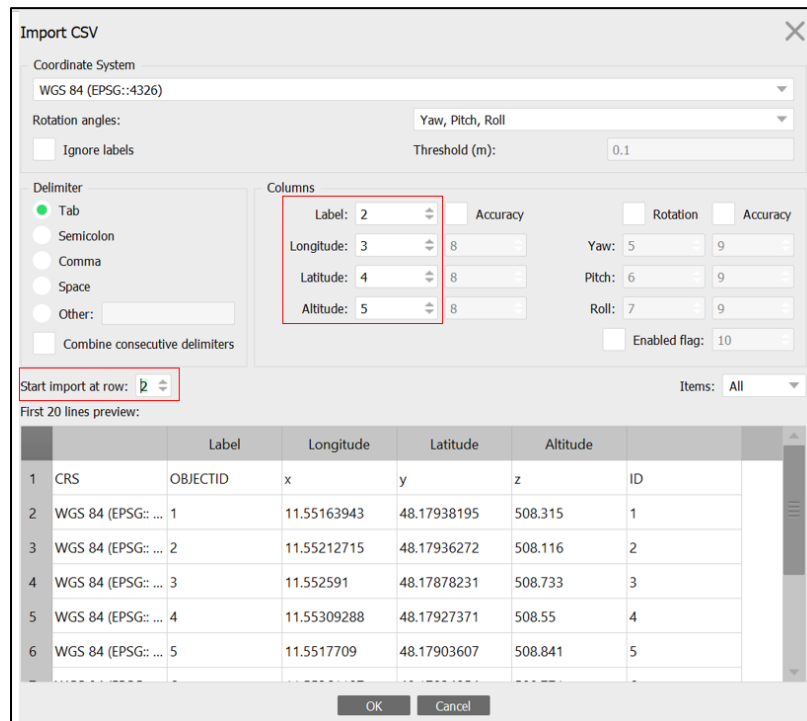 Import CSV
Coordinate System
WGS 84 (EPSG::4326)
Rotation angles: Yaw, Pitch, Roll
Ignore labels Threshold (m): 0.1
Delimiter
Tab
Semicolon
Comma
Space
Other:
Combine consecutive delimiters
Columns
Label: 2 Accuracy Rotation Accuracy
Longitude: 3 8 Yaw: 5 9
Latitude: 4 8 Pitch: 6 9
Altitude: 5 8 Roll: 7 9
Enabled flag: 10
Start import at row: 2 Items: All
First 20 lines preview:
Label Longitude Latitude Altitude
1 CRS OBJECTID x y z ID
2 WGS 84 (EPSG:: ... 1 11.55163943 48.17938195 508.315 1
3 WGS 84 (EPSG:: ... 2 11.55212715 48.17936272 508.116 2
4 WGS 84 (EPSG:: ... 3 11.552591 48.17878231 508.733 3
5 WGS 84 (EPSG:: ... 4 11.55309288 48.17927371 508.55 4
6 WGS 84 (EPSG:: ... 5 11.5517709 48.17903607 508.841 5
OK Cancel